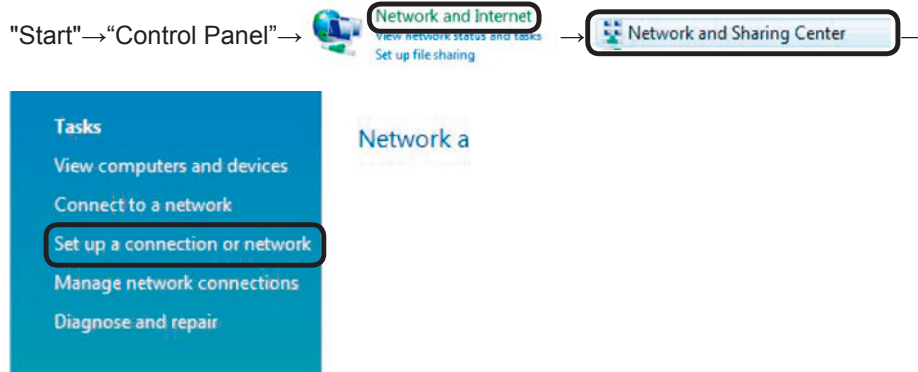 "Start"→“Control Panel”→ Network and Internet
View network status and tasks
Set up file sharing
→ Network and Sharing Center →
Tasks
View computers and devices
Connect to a network
Set up a connection or network
Manage network connections
Diagnose and repair
Network a